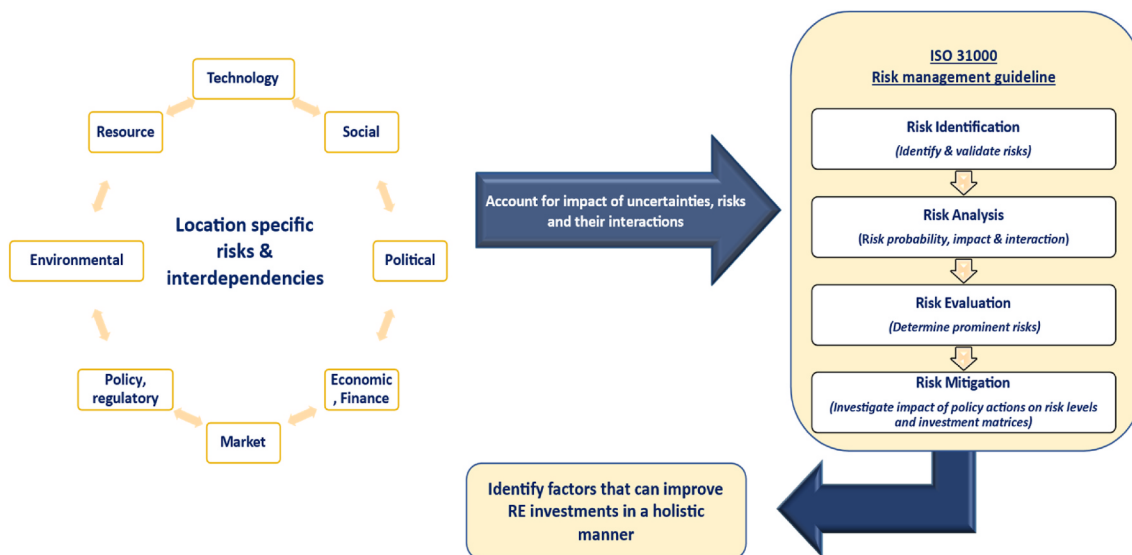 Technology
Resource
Social
Location specific
risks &
interdependencies
Environmental
Political
Policy,
regulatory
Economic
, Finance
Market
Account for impact of uncertainties, risks
and their interactions
ISO 31000
Risk management guideline
Risk Identification
(Identify & validate risks)
Risk Analysis
(Risk probability, impact & interaction)
Risk Evaluation
(Determine prominent risks)
Risk Mitigation
(Investigate impact of policy actions on risk levels
and investment matrices)
Identify factors that can improve
RE investments in a holistic
manner